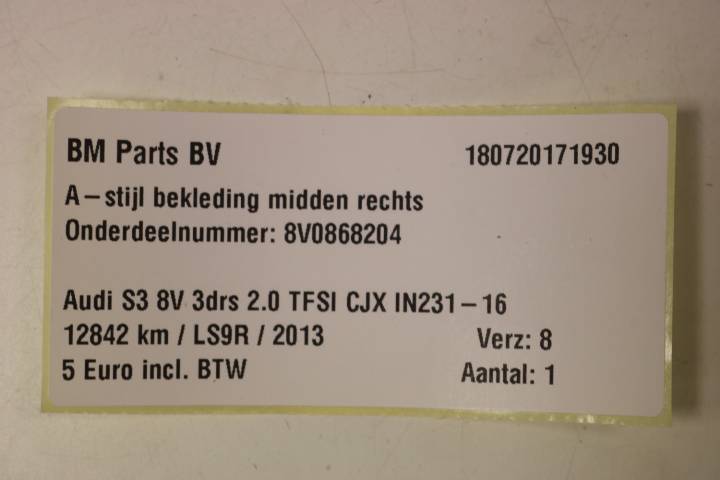 BM Parts BV 180720171930
A-stijl bekleding midden rechts
Onderdeelnummer: 8V0868204
Audi S3 8V 3drs 2.0 TFSI CJX IN231-16
12842 km / LS9R / 2013 Verz: 8
5 Euro incl. BTW Aantal: 1